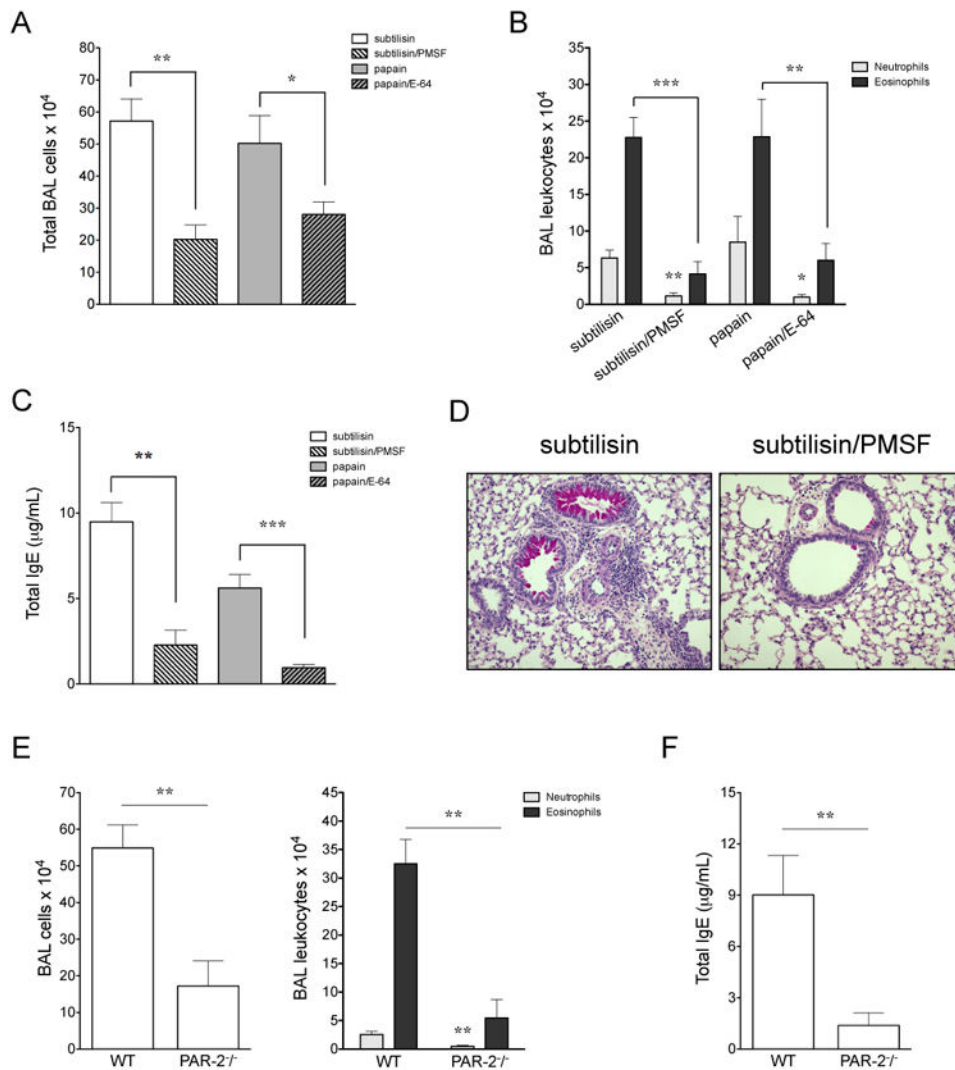 A
Total BAL cells x 10⁴
80
70
60
50
40
30
20
10
0
**
*
subtilisin
subtilisin/PMSF
papain
papain/E-64
B
BAL leukocytes x 10⁴
35
30
25
20
15
10
5
0
***
**
**
*
Neutrophils
Eosinophils
subtilisin
subtilisin/PMSF
papain
papain/E-64
C
Total IgE (μg/mL)
15
10
5
0
**
***
subtilisin
subtilisin/PMSF
papain
papain/E-64
D
subtilisin
subtilisin/PMSF
E
BAL cells x 10⁴
70
60
50
40
30
20
10
0
**
WT
PAR-2⁻/⁻
BAL leukocytes x 10⁴
45
40
35
30
25
20
15
10
5
0
**
**
Neutrophils
Eosinophils
WT
PAR-2⁻/⁻
F
Total IgE (μg/mL)
15
12
9
6
3
0
**
WT
PAR-2⁻/⁻